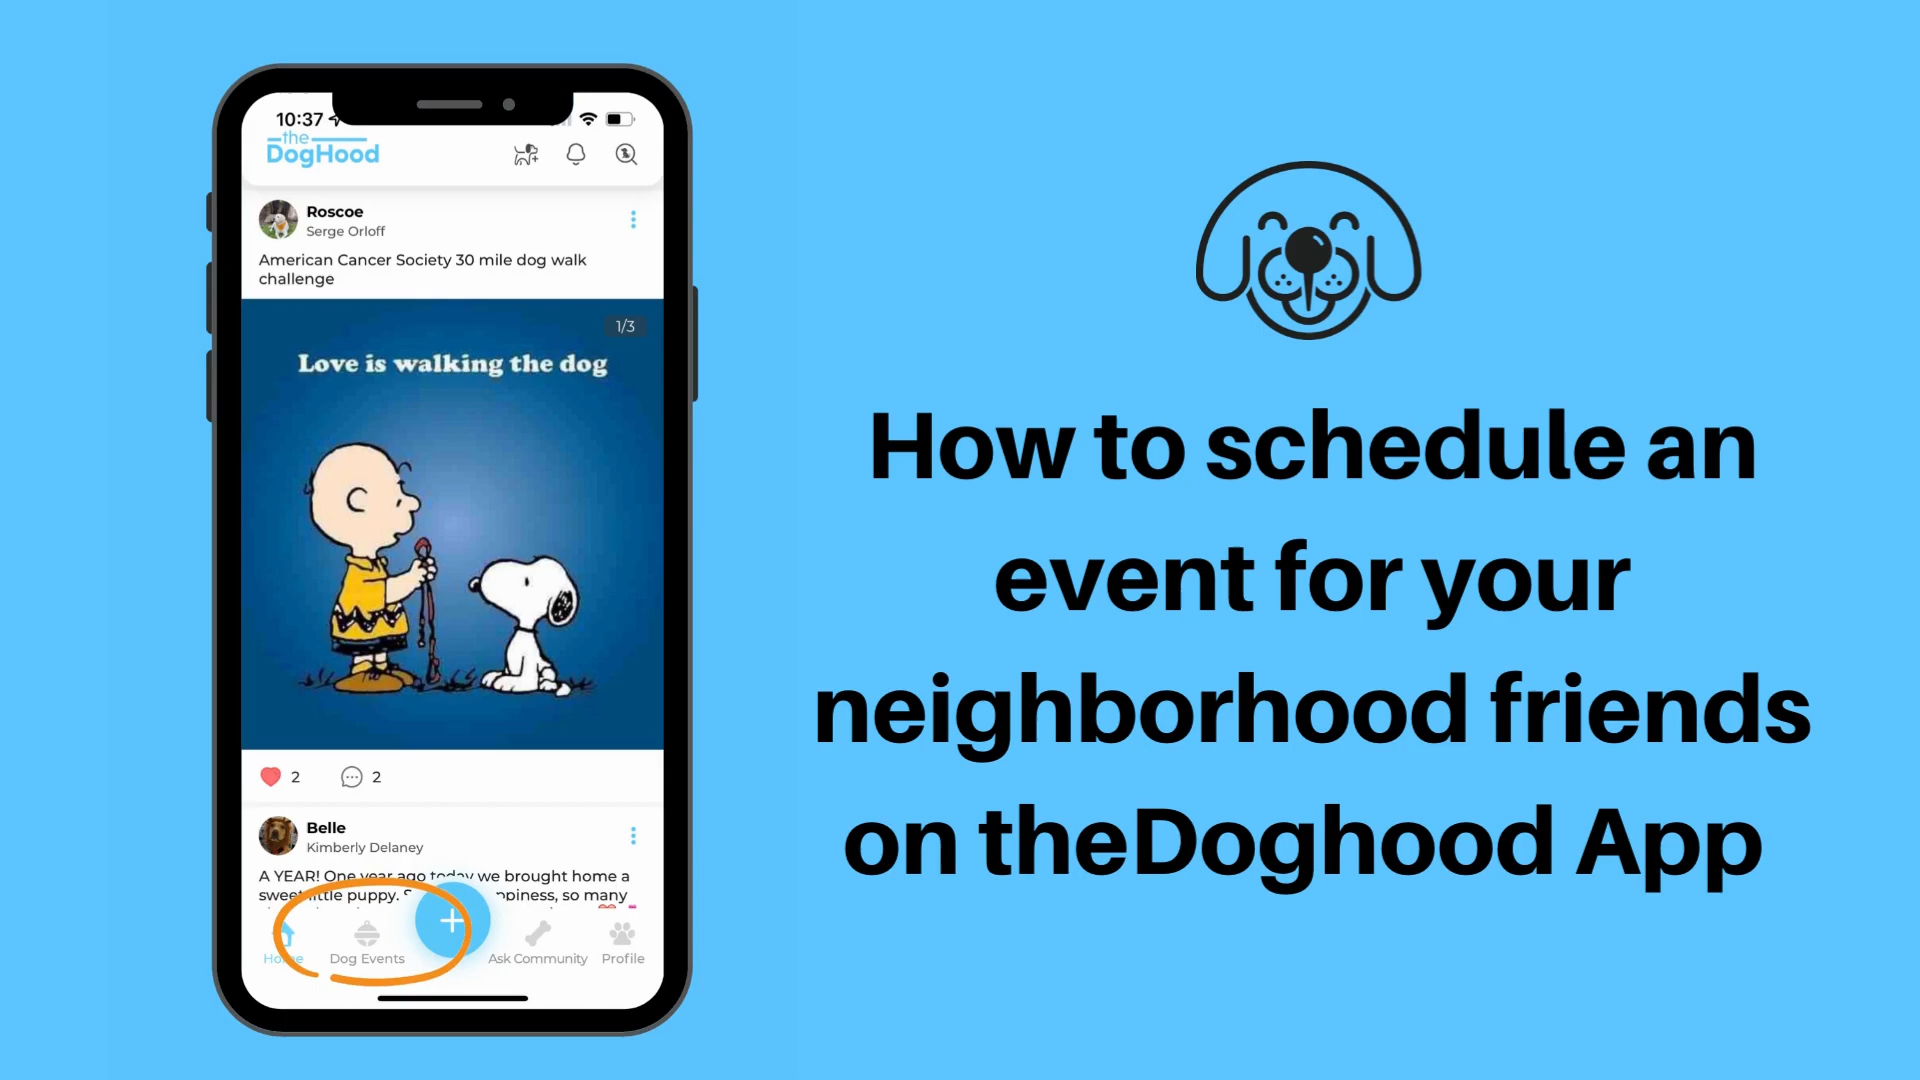 10:37
the
DogHood
Roscoe
Serge Orloff
American Cancer Society 30 mile dog walk
challenge
1/3
Love is walking the dog
2
2
Belle
Kimberly Delaney
A YEAR! One year ago today we brought home a
sweet little puppy. so many
Home
Dog Events
Ask Community
Profile
How to schedule an
event for your
neighborhood friends
on theDoghood App